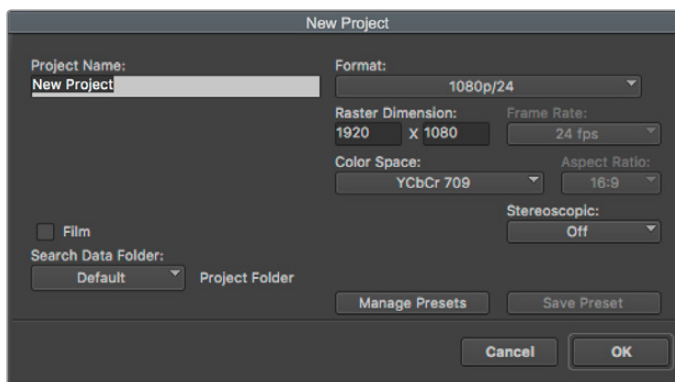 New Project
Project Name:
New Project
Format:
1080p/24
Raster Dimension:
1920 x 1080
Frame Rate:
24 fps
Color Space:
YCbCr 709
Aspect Ratio:
16:9
Stereoscopic:
Off
Film
Search Data Folder:
Default
Project Folder
Manage Presets
Save Preset
Cancel
OK